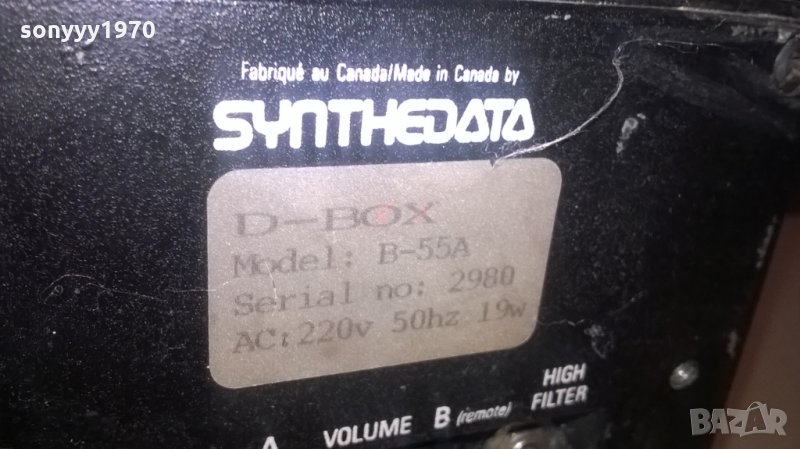 sonyyy1970
Fabriqué au Canada/Made in Canada by
SYNTHEDATA
D-BOX
Model: B-55A
Serial no: 2980
AC:220v 50hz 19w
A VOLUME B (remote) HIGH FILTER
BAZAR